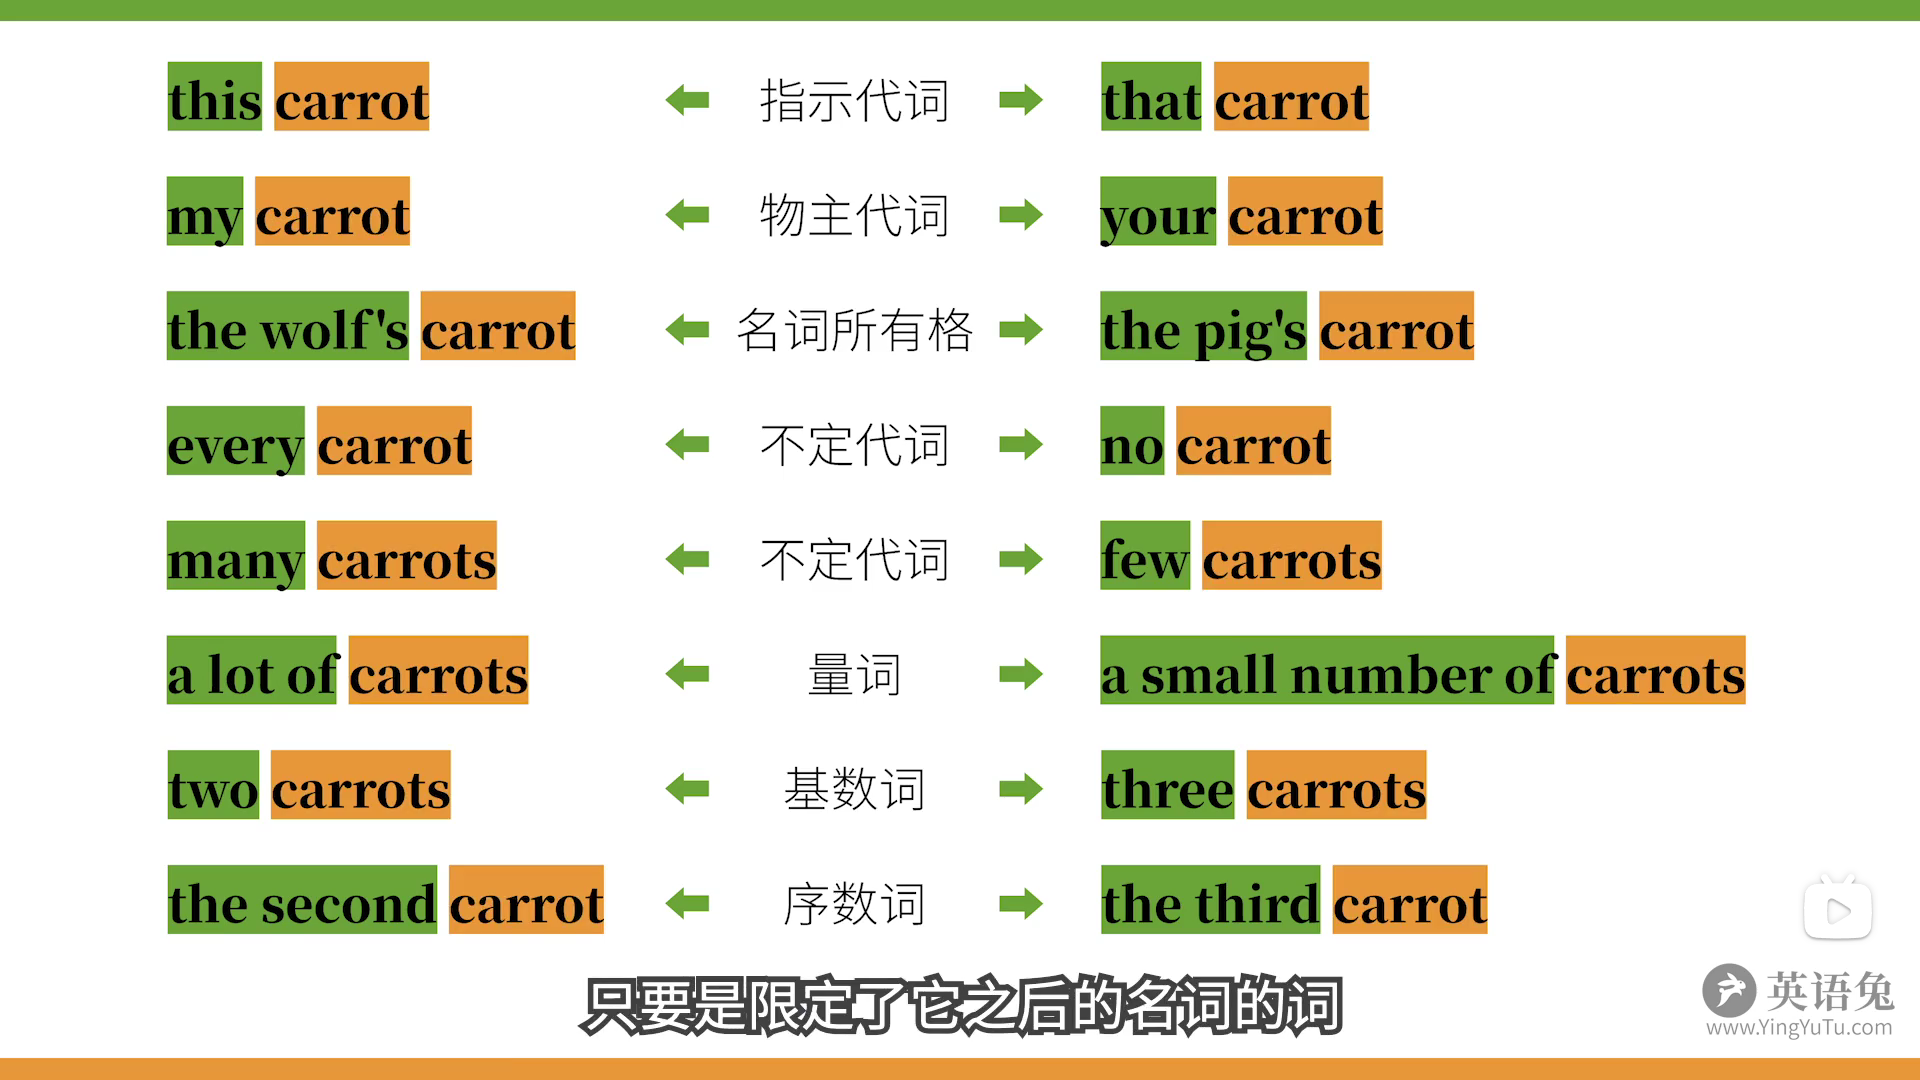 this carrot 指示代词 that carrot
my carrot 物主代词 your carrot
the wolf's carrot 名词所有格 the pig's carrot
every carrot 不定代词 no carrot
many carrots 不定代词 few carrots
a lot of carrots 量词 a small number of carrots
two carrots 基数词 three carrots
the second carrot 序数词 the third carrot
只要是限定了它之后的名词的词
英语兔
www.YingYuTu.com